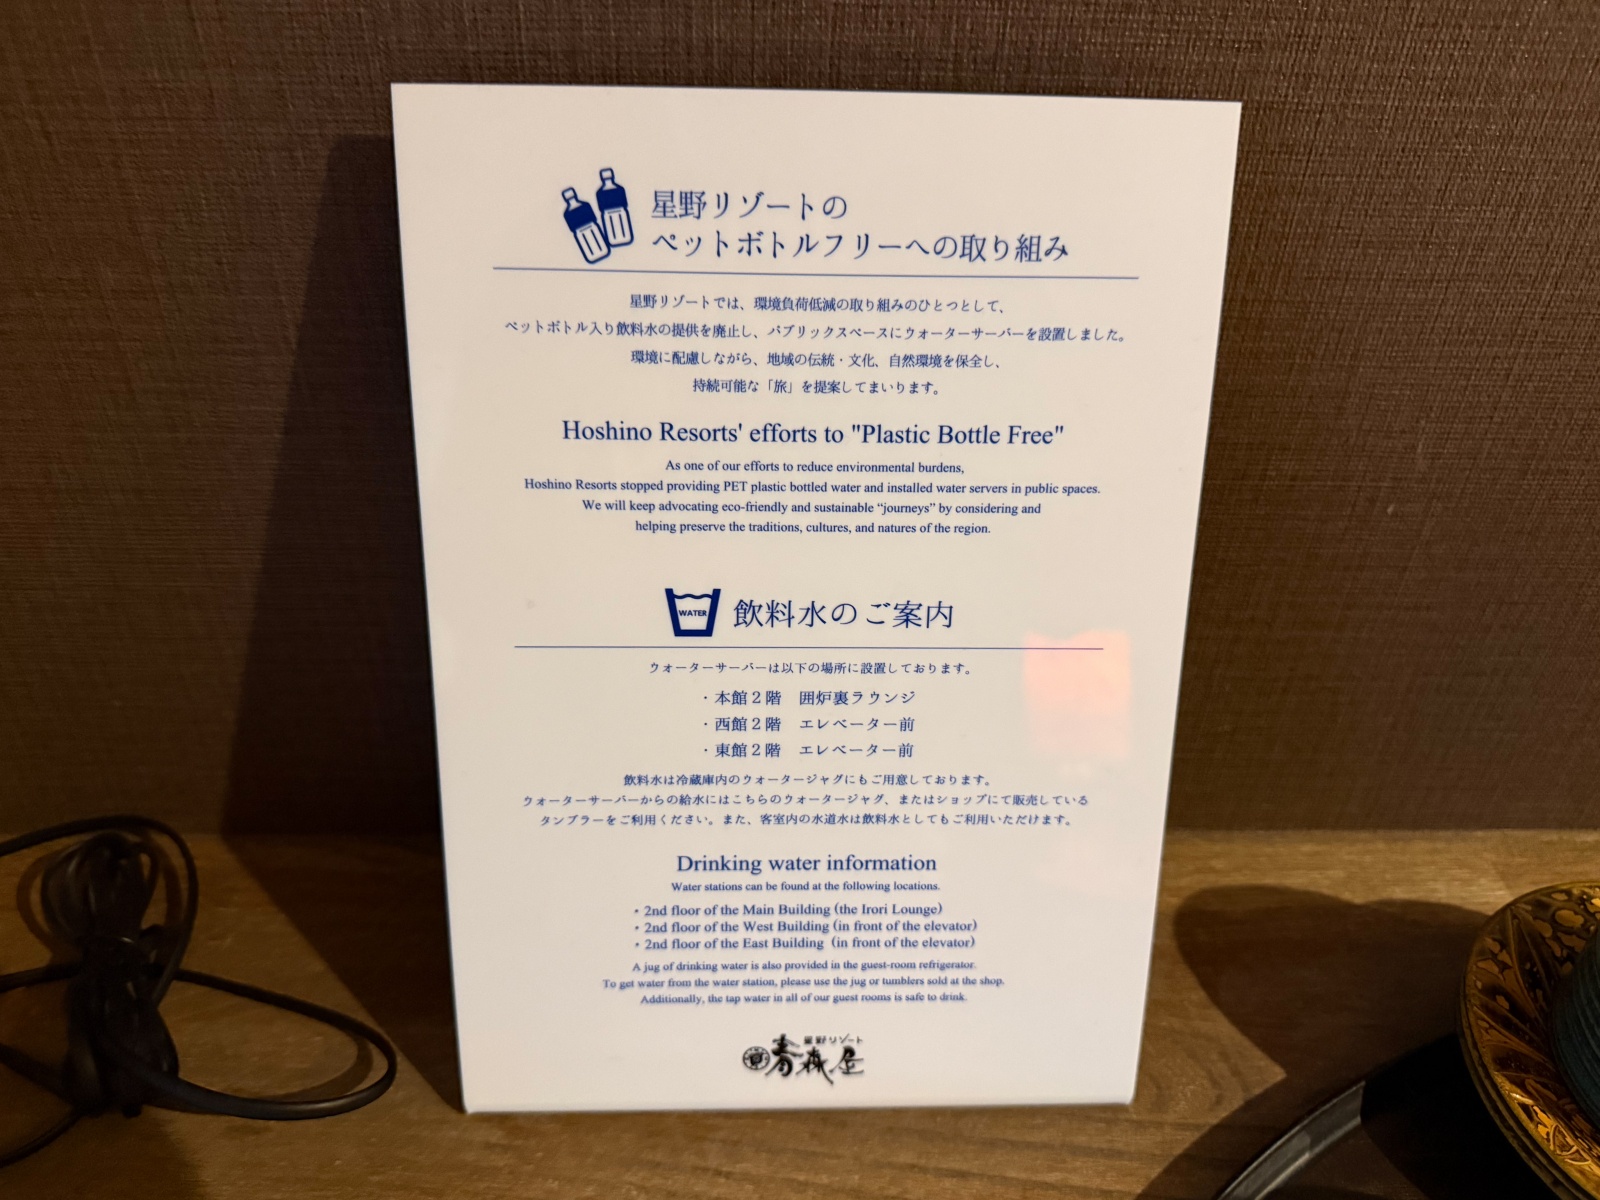 星野リゾートの
ペットボトルフリーへの取り組み
星野リゾートでは、環境負荷低減の取り組みのひとつとして、
ペットボトル入り飲料水の提供を廃止し、パブリックスペースにウォーターサーバーを設置しました。
環境に配慮しながら、地域の伝統・文化、自然環境を保全し、
持続可能な「旅」を提案してまいります。
Hoshino Resorts' efforts to "Plastic Bottle Free"
As one of our efforts to reduce environmental burdens,
Hoshino Resorts stopped providing PET plastic bottled water and installed water servers in public spaces.
We will keep advocating eco-friendly and sustainable “journeys” by considering and
helping preserve the traditions, cultures, and natures of the region.
WATER
飲料水のご案内
ウォーターサーバーは以下の場所に設置しております。
・本館２階　囲炉裏ラウンジ
・西館２階　エレベーター前
・東館２階　エレベーター前
飲料水は冷蔵庫内のウォータージャグにもご用意しております。
ウォーターサーバーからの給水にはこちらのウォータージャグ、またはショップにて販売している
タンブラーをご利用ください。また、客室内の水道水は飲料水としてもご利用いただけます。
Drinking water information
Water stations can be found at the following locations.
・2nd floor of the Main Building (the Irori Lounge)
・2nd floor of the West Building (in front of the elevator)
・2nd floor of the East Building (in front of the elevator)
A jug of drinking water is also provided in the guest-room refrigerator.
To get water from the water station, please use the jug or tumblers sold at the shop.
Additionally, the tap water in all of our guest rooms is safe to drink.
星野リゾート
青森屋